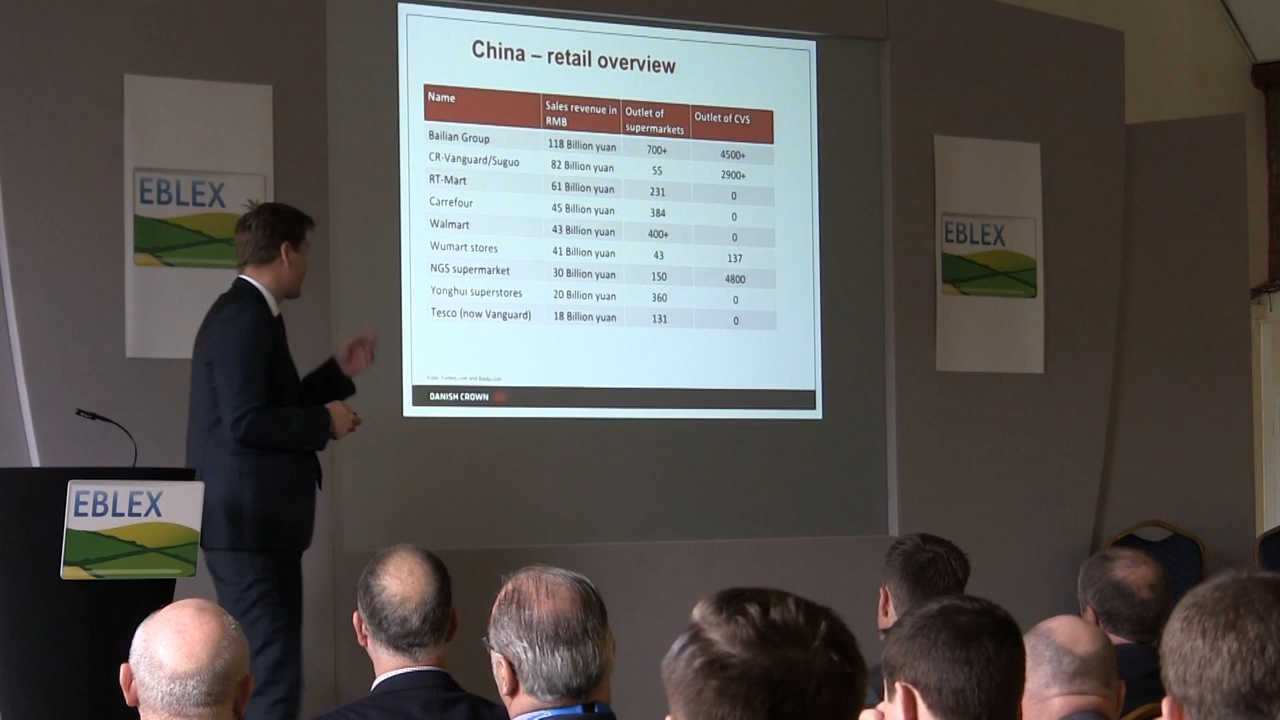 China – retail overview
Name Sales revenue in RMB Outlet of supermarkets Outlet of CVS
Bailian Group 118 Billion yuan 700+ 4500+
CR-Vanguard/Suguo 82 Billion yuan 55 2900+
RT-Mart 61 Billion yuan 231 0
Carrefour 45 Billion yuan 384 0
Walmart 43 Billion yuan 400+ 0
Wumart stores 41 Billion yuan 43 137
NGS supermarket 30 Billion yuan 150 4800
Yonghui superstores 20 Billion yuan 360 0
Tesco (now Vanguard) 18 Billion yuan 131 0
DANISH CROWN
EBLEX
EBLEX
EBLEX